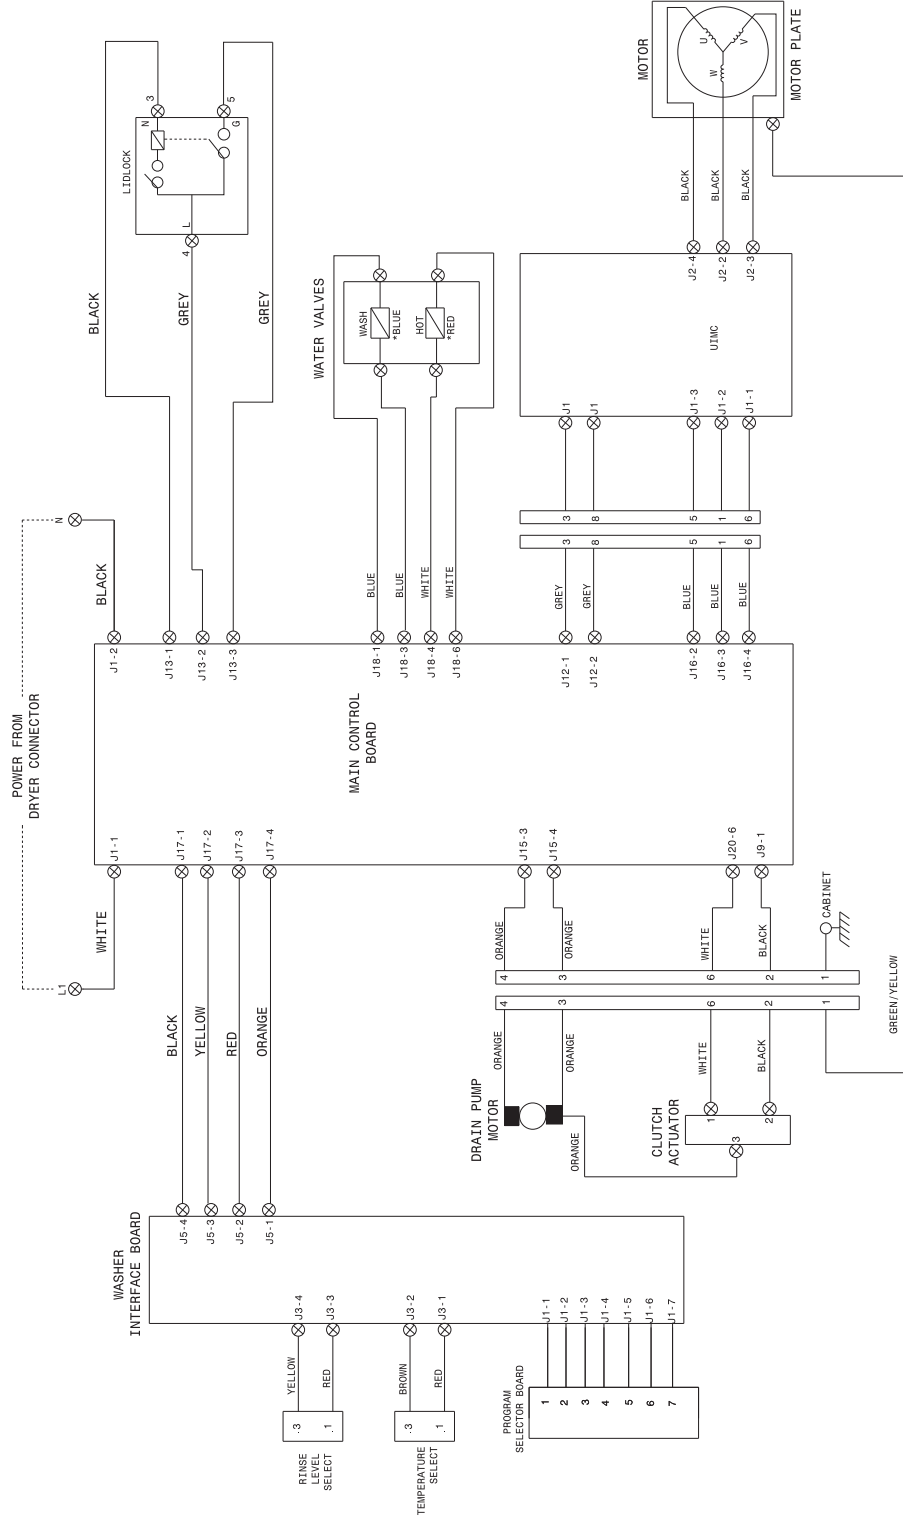 POWER FROM
DRYER CONNECTOR
L1
N
WHITE
BLACK
J1-1
J1-2
MAIN CONTROL
BOARD
J17-1
J17-2
J17-3
J17-4
BLACK
YELLOW
RED
ORANGE
J5-4
J5-3
J5-2
J5-1
WASHER
INTERFACE BOARD
J3-4
J3-3
J3-2
J3-1
YELLOW
RED
BROWN
RED
.3
.1
.3
.1
RINSE
LEVEL
SELECT
TEMPERATURE
SELECT
J1-1
J1-2
J1-3
J1-4
J1-5
J1-6
J1-7
1
2
3
4
5
6
7
PROGRAM
SELECTOR BOARD
J13-1
J13-2
J13-3
BLACK
GREY
GREY
LIDLOCK
3
N
5
G
L
4
J18-1
J18-3
J18-4
J18-6
BLUE
BLUE
WHITE
WHITE
WATER VALVES
WASH
*BLUE
HOT
*RED
J12-1
J12-2
J16-2
J16-3
J16-4
GREY
GREY
BLUE
BLUE
BLUE
3
8
5
1
6
3
8
5
1
6
J1
J1
J1-3
J1-2
J1-1
UIMC
J2-4
J2-2
J2-3
BLACK
BLACK
BLACK
MOTOR
U
V
W
MOTOR PLATE
J15-3
J15-4
J20-6
J9-1
ORANGE
ORANGE
WHITE
BLACK
CABINET
4
3
6
2
1
4
3
6
2
1
ORANGE
ORANGE
WHITE
BLACK
GREEN/YELLOW
DRAIN PUMP
MOTOR
ORANGE
CLUTCH
ACTUATOR
1
2
3